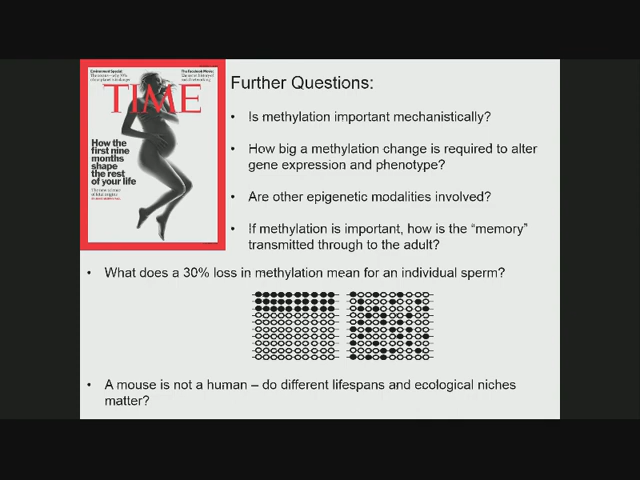 TIME
How the
first nine
months
shape
the rest
of your life
Further Questions:
• Is methylation important mechanistically?
• How big a methylation change is required to alter
gene expression and phenotype?
• Are other epigenetic modalities involved?
• If methylation is important, how is the “memory”
transmitted through to the adult?
• What does a 30% loss in methylation mean for an individual sperm?
• A mouse is not a human – do different lifespans and ecological niches
matter?